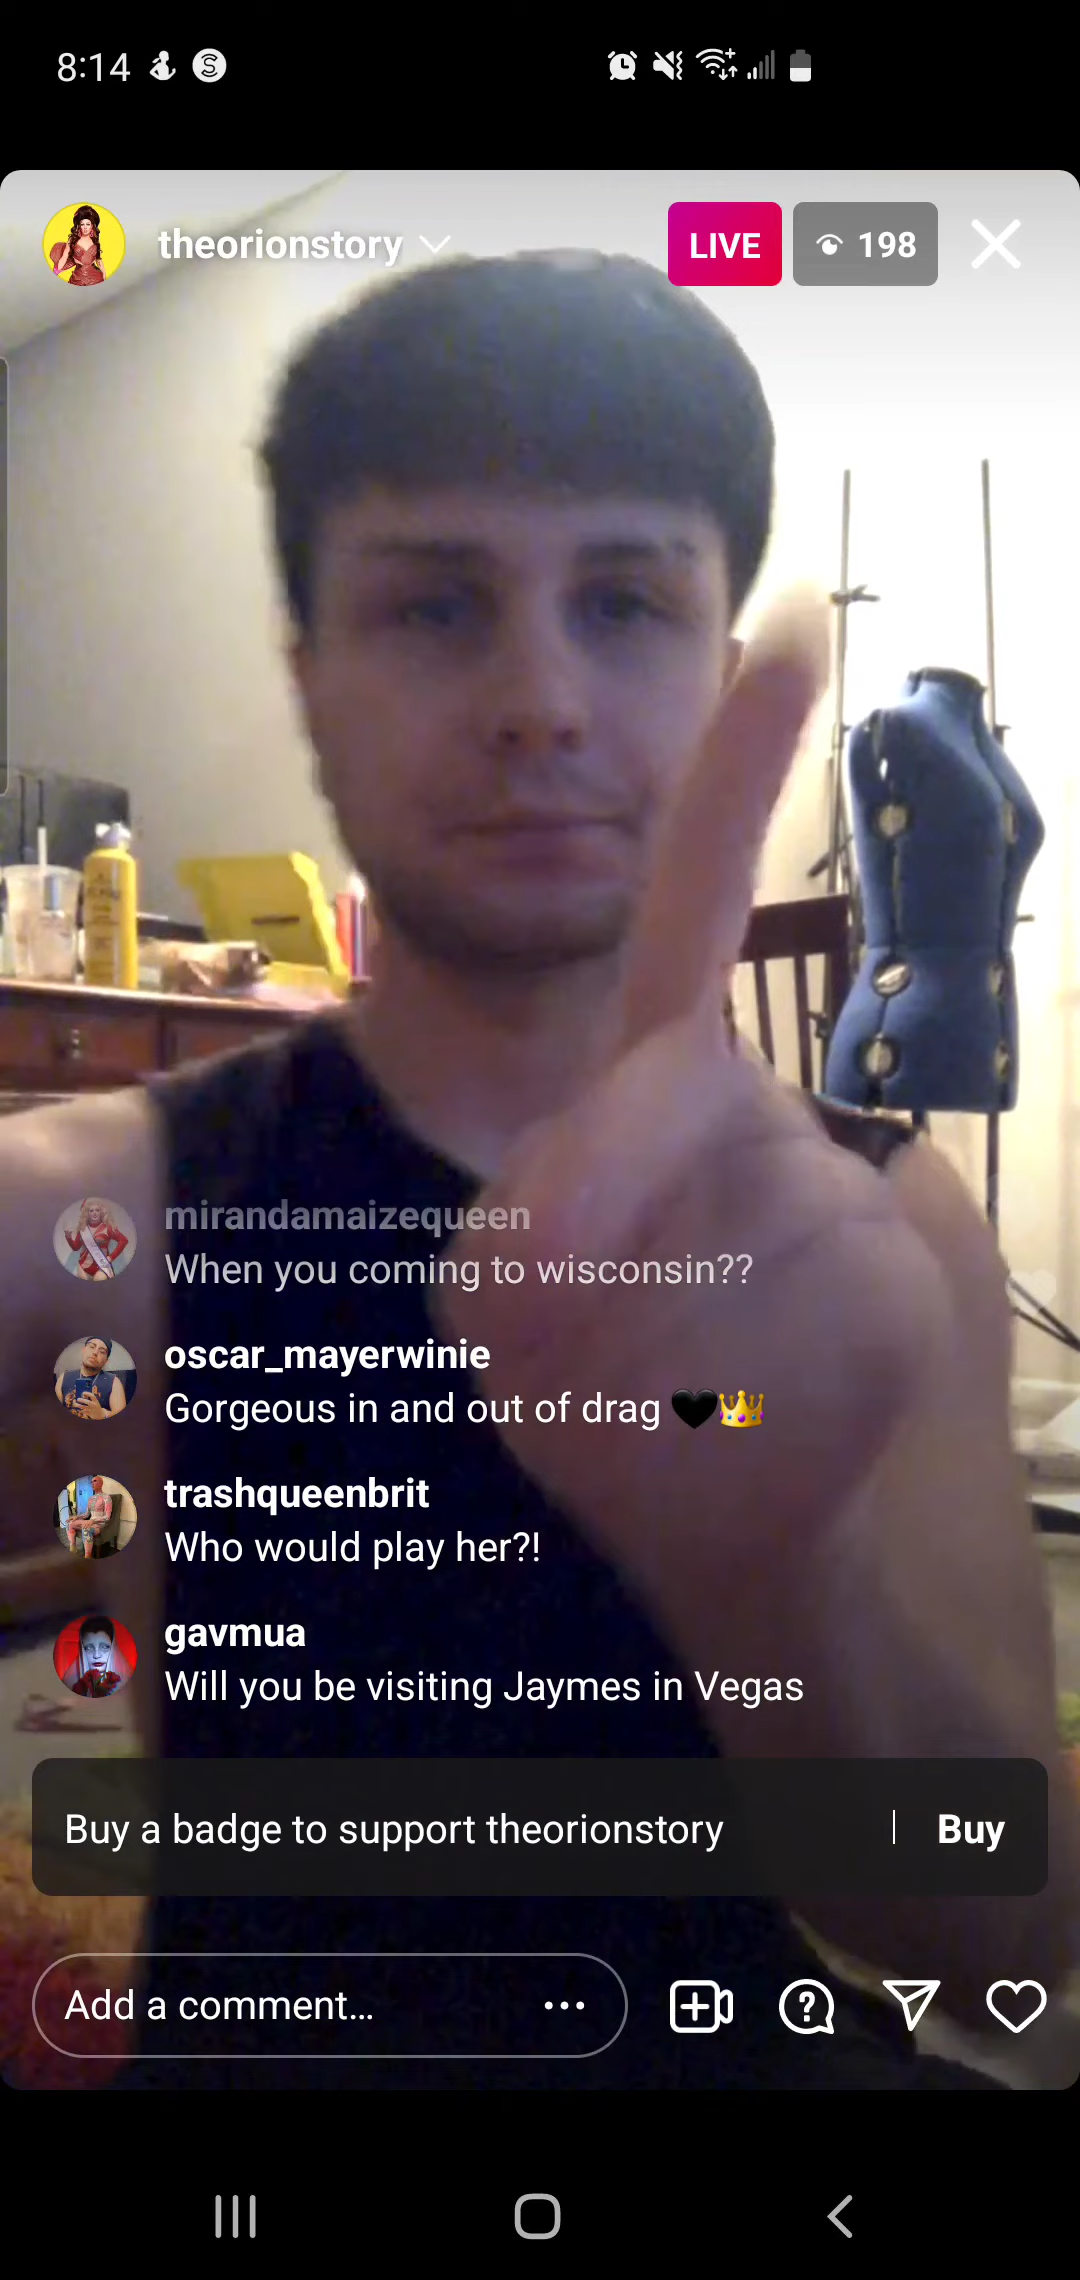 8:14
theorionstory
LIVE
198
mirandamaizequeen
When you coming to wisconsin??
oscar_mayerwinie
Gorgeous in and out of drag 🖤👑
trashqueenbrit
Who would play her?!
gavmua
Will you be visiting Jaymes in Vegas
Buy a badge to support theorionstory | Buy
Add a comment...